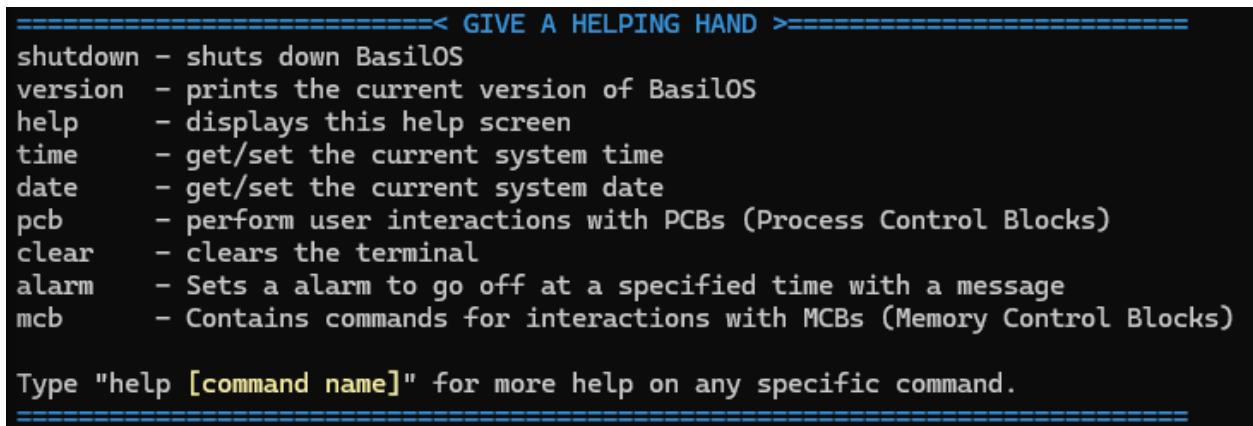 ===========================< GIVE A HELPING HAND >==========================
shutdown – shuts down BasilOS
version  – prints the current version of BasilOS
help     – displays this help screen
time     – get/set the current system time
date     – get/set the current system date
pcb      – perform user interactions with PCBs (Process Control Blocks)
clear    – clears the terminal
alarm    – Sets a alarm to go off at a specified time with a message
mcb      – Contains commands for interactions with MCBs (Memory Control Blocks)

Type "help [command name]" for more help on any specific command.
============================================================================